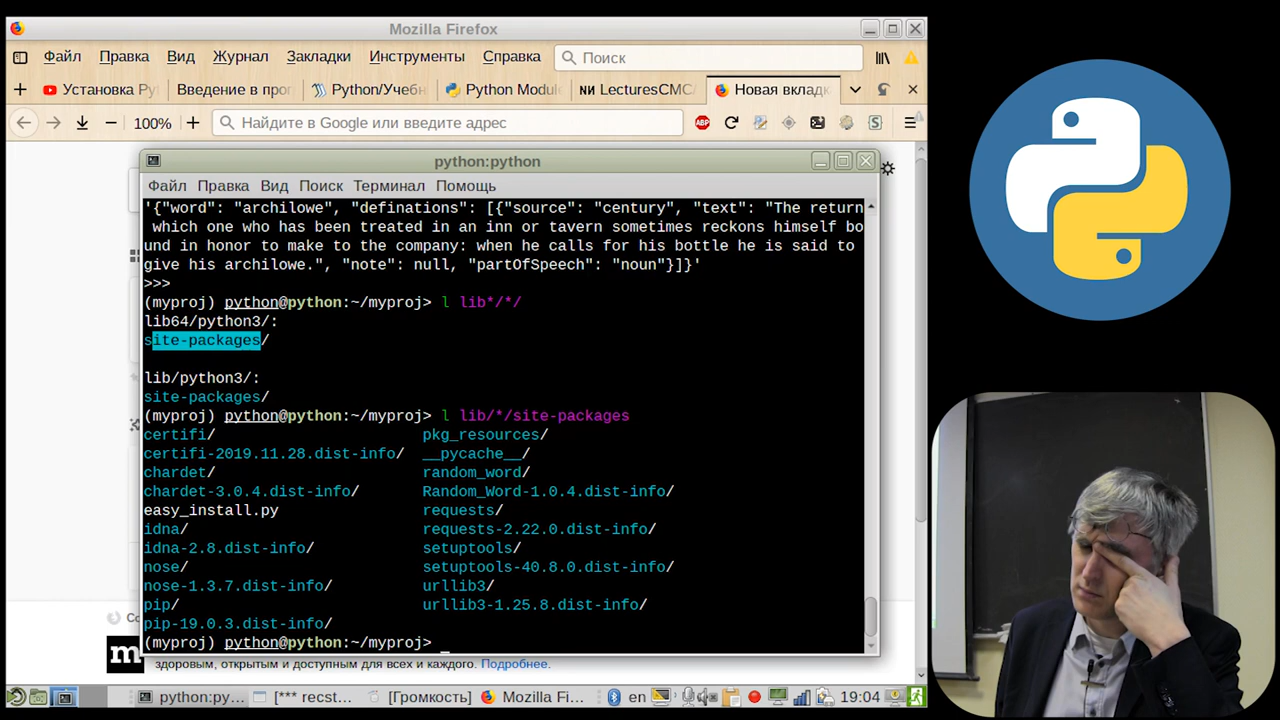 Mozilla Firefox
Файл Правка Вид Журнал Закладки Инструменты Справка Поиск
Установка Py Введение в прог Python/Учебн Python Modul LecturesCMC/ Новая вкладк
100% Найдите в Google или введите адрес ABP S
python:python
Файл Правка Вид Поиск Терминал Помощь
'{"word": "archilowe", "definations": [{"source": "century", "text": "The return
which one who has been treated in an inn or tavern sometimes reckons himself bo
und in honor to make to the company: when he calls for his bottle he is said to
give his archilowe.", "note": null, "partOfSpeech": "noun"}]}'
>>>
(myproj) python@python:~/myproj> l lib*/*/
lib64/python3/:
site-packages/
lib/python3/:
site-packages/
(myproj) python@python:~/myproj> l lib/*/site-packages
certifi/ pkg_resources/
certifi-2019.11.28.dist-info/ __pycache__/
chardet/ random_word/
chardet-3.0.4.dist-info/ Random_Word-1.0.4.dist-info/
easy_install.py requests/
idna/ requests-2.22.0.dist-info/
idna-2.8.dist-info/ setuptools/
nose/ setuptools-40.8.0.dist-info/
nose-1.3.7.dist-info/ urllib3/
pip/ urllib3-1.25.8.dist-info/
pip-19.0.3.dist-info/
(myproj) python@python:~/myproj>
Со
m здоровым, открытым и доступным для всех и каждого. Подробнее.
python:py... [*** recst... [Громкость] Mozilla Fi... en 19:04